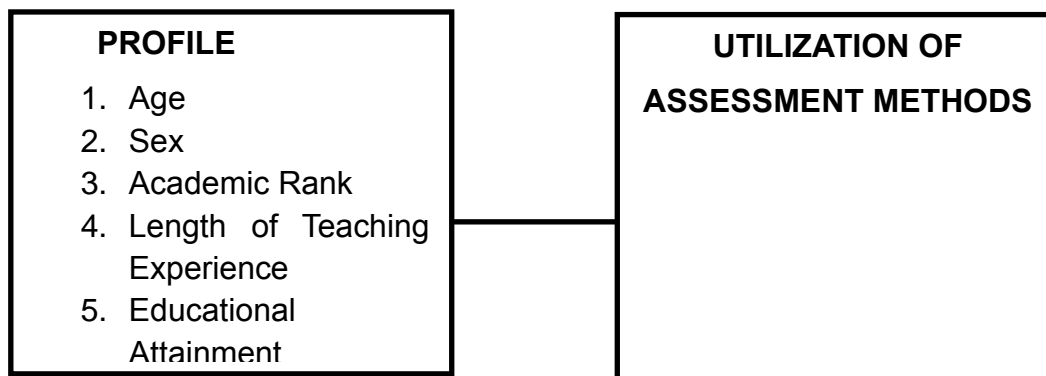 PROFILE
1. Age
2. Sex
3. Academic Rank
4. Length of Teaching
Experience
5. Educational
Attainment
UTILIZATION OF
ASSESSMENT METHODS